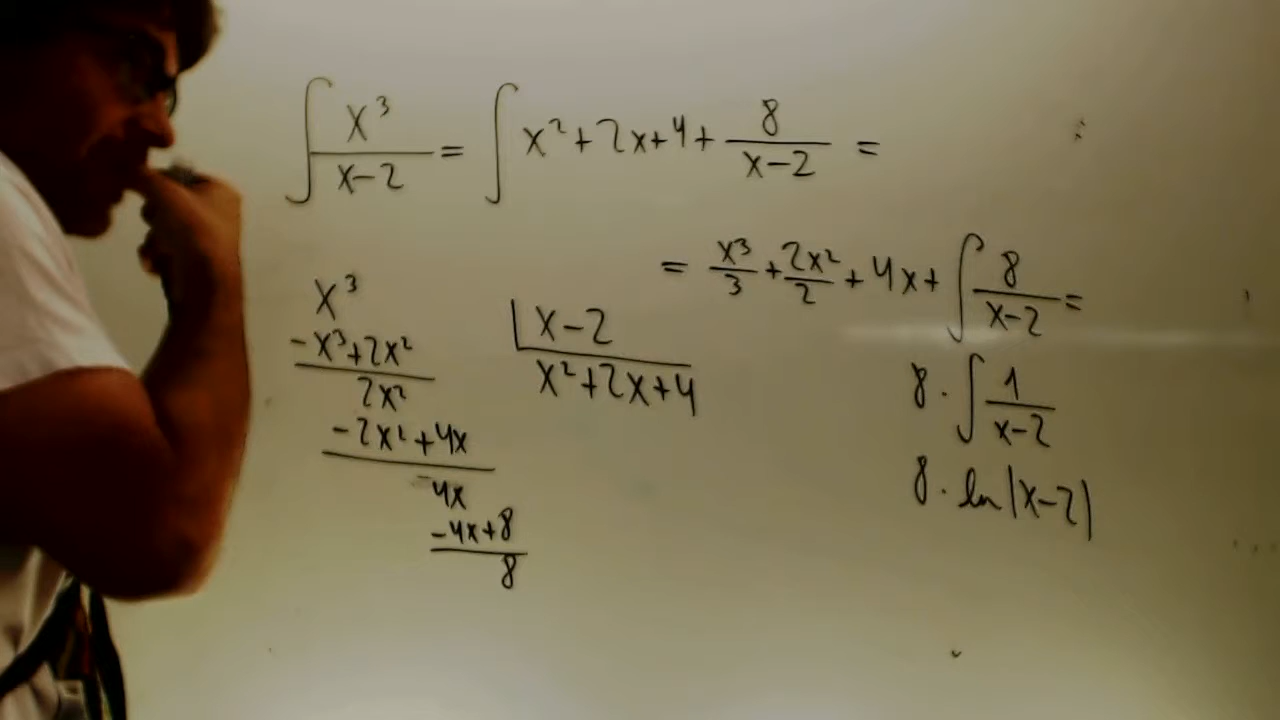 ∫ x³/(x-2) = ∫ x² + 2x + 4 + 8/(x-2) =
= x³/3 + 2x²/2 + 4x + ∫ 8/(x-2) =
x³ | x-2
-x³+2x² x²+2x+4
2x²
-2x²+4x
4x
-4x+8
8
8 · ∫ 1/(x-2)
8 · ln|x-2|